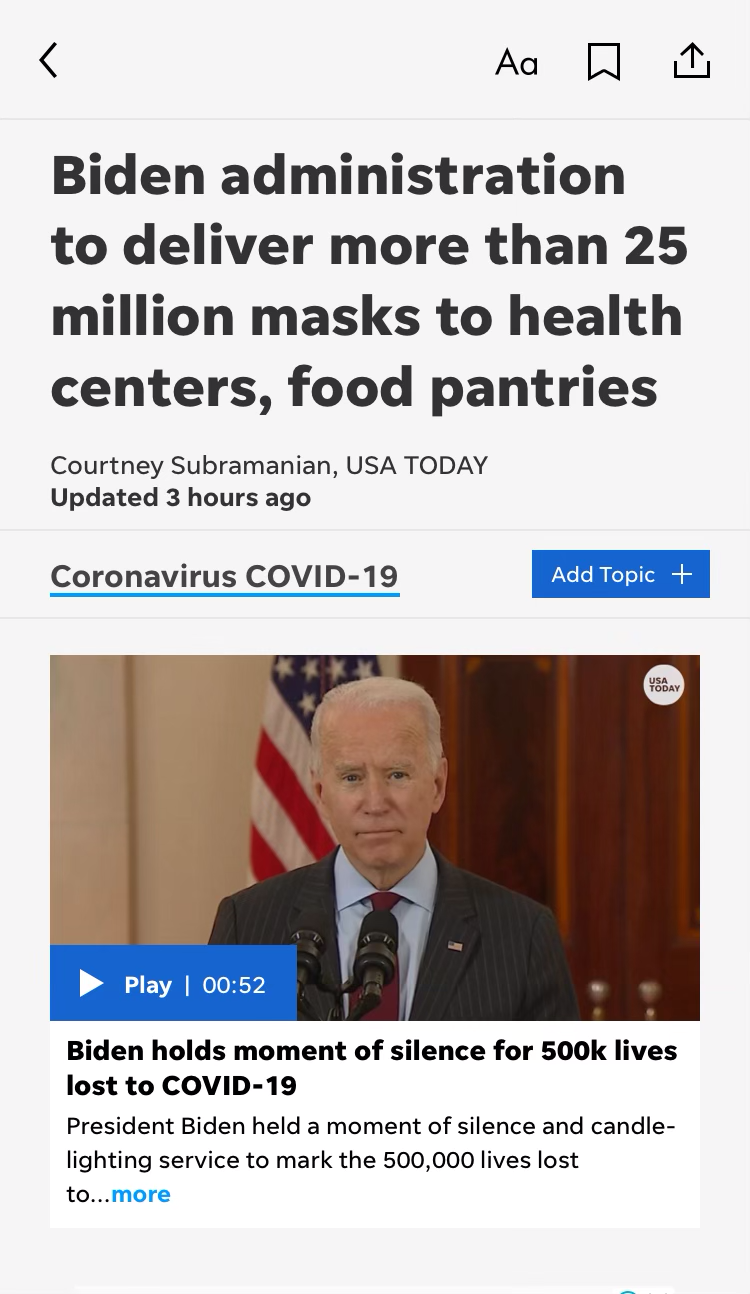 Aa
Biden administration
to deliver more than 25
million masks to health
centers, food pantries
Courtney Subramanian, USA TODAY
Updated 3 hours ago
Coronavirus COVID-19
Add Topic +
USA
TODAY
Play | 00:52
Biden holds moment of silence for 500k lives
lost to COVID-19
President Biden held a moment of silence and candle-
lighting service to mark the 500,000 lives lost
to...more